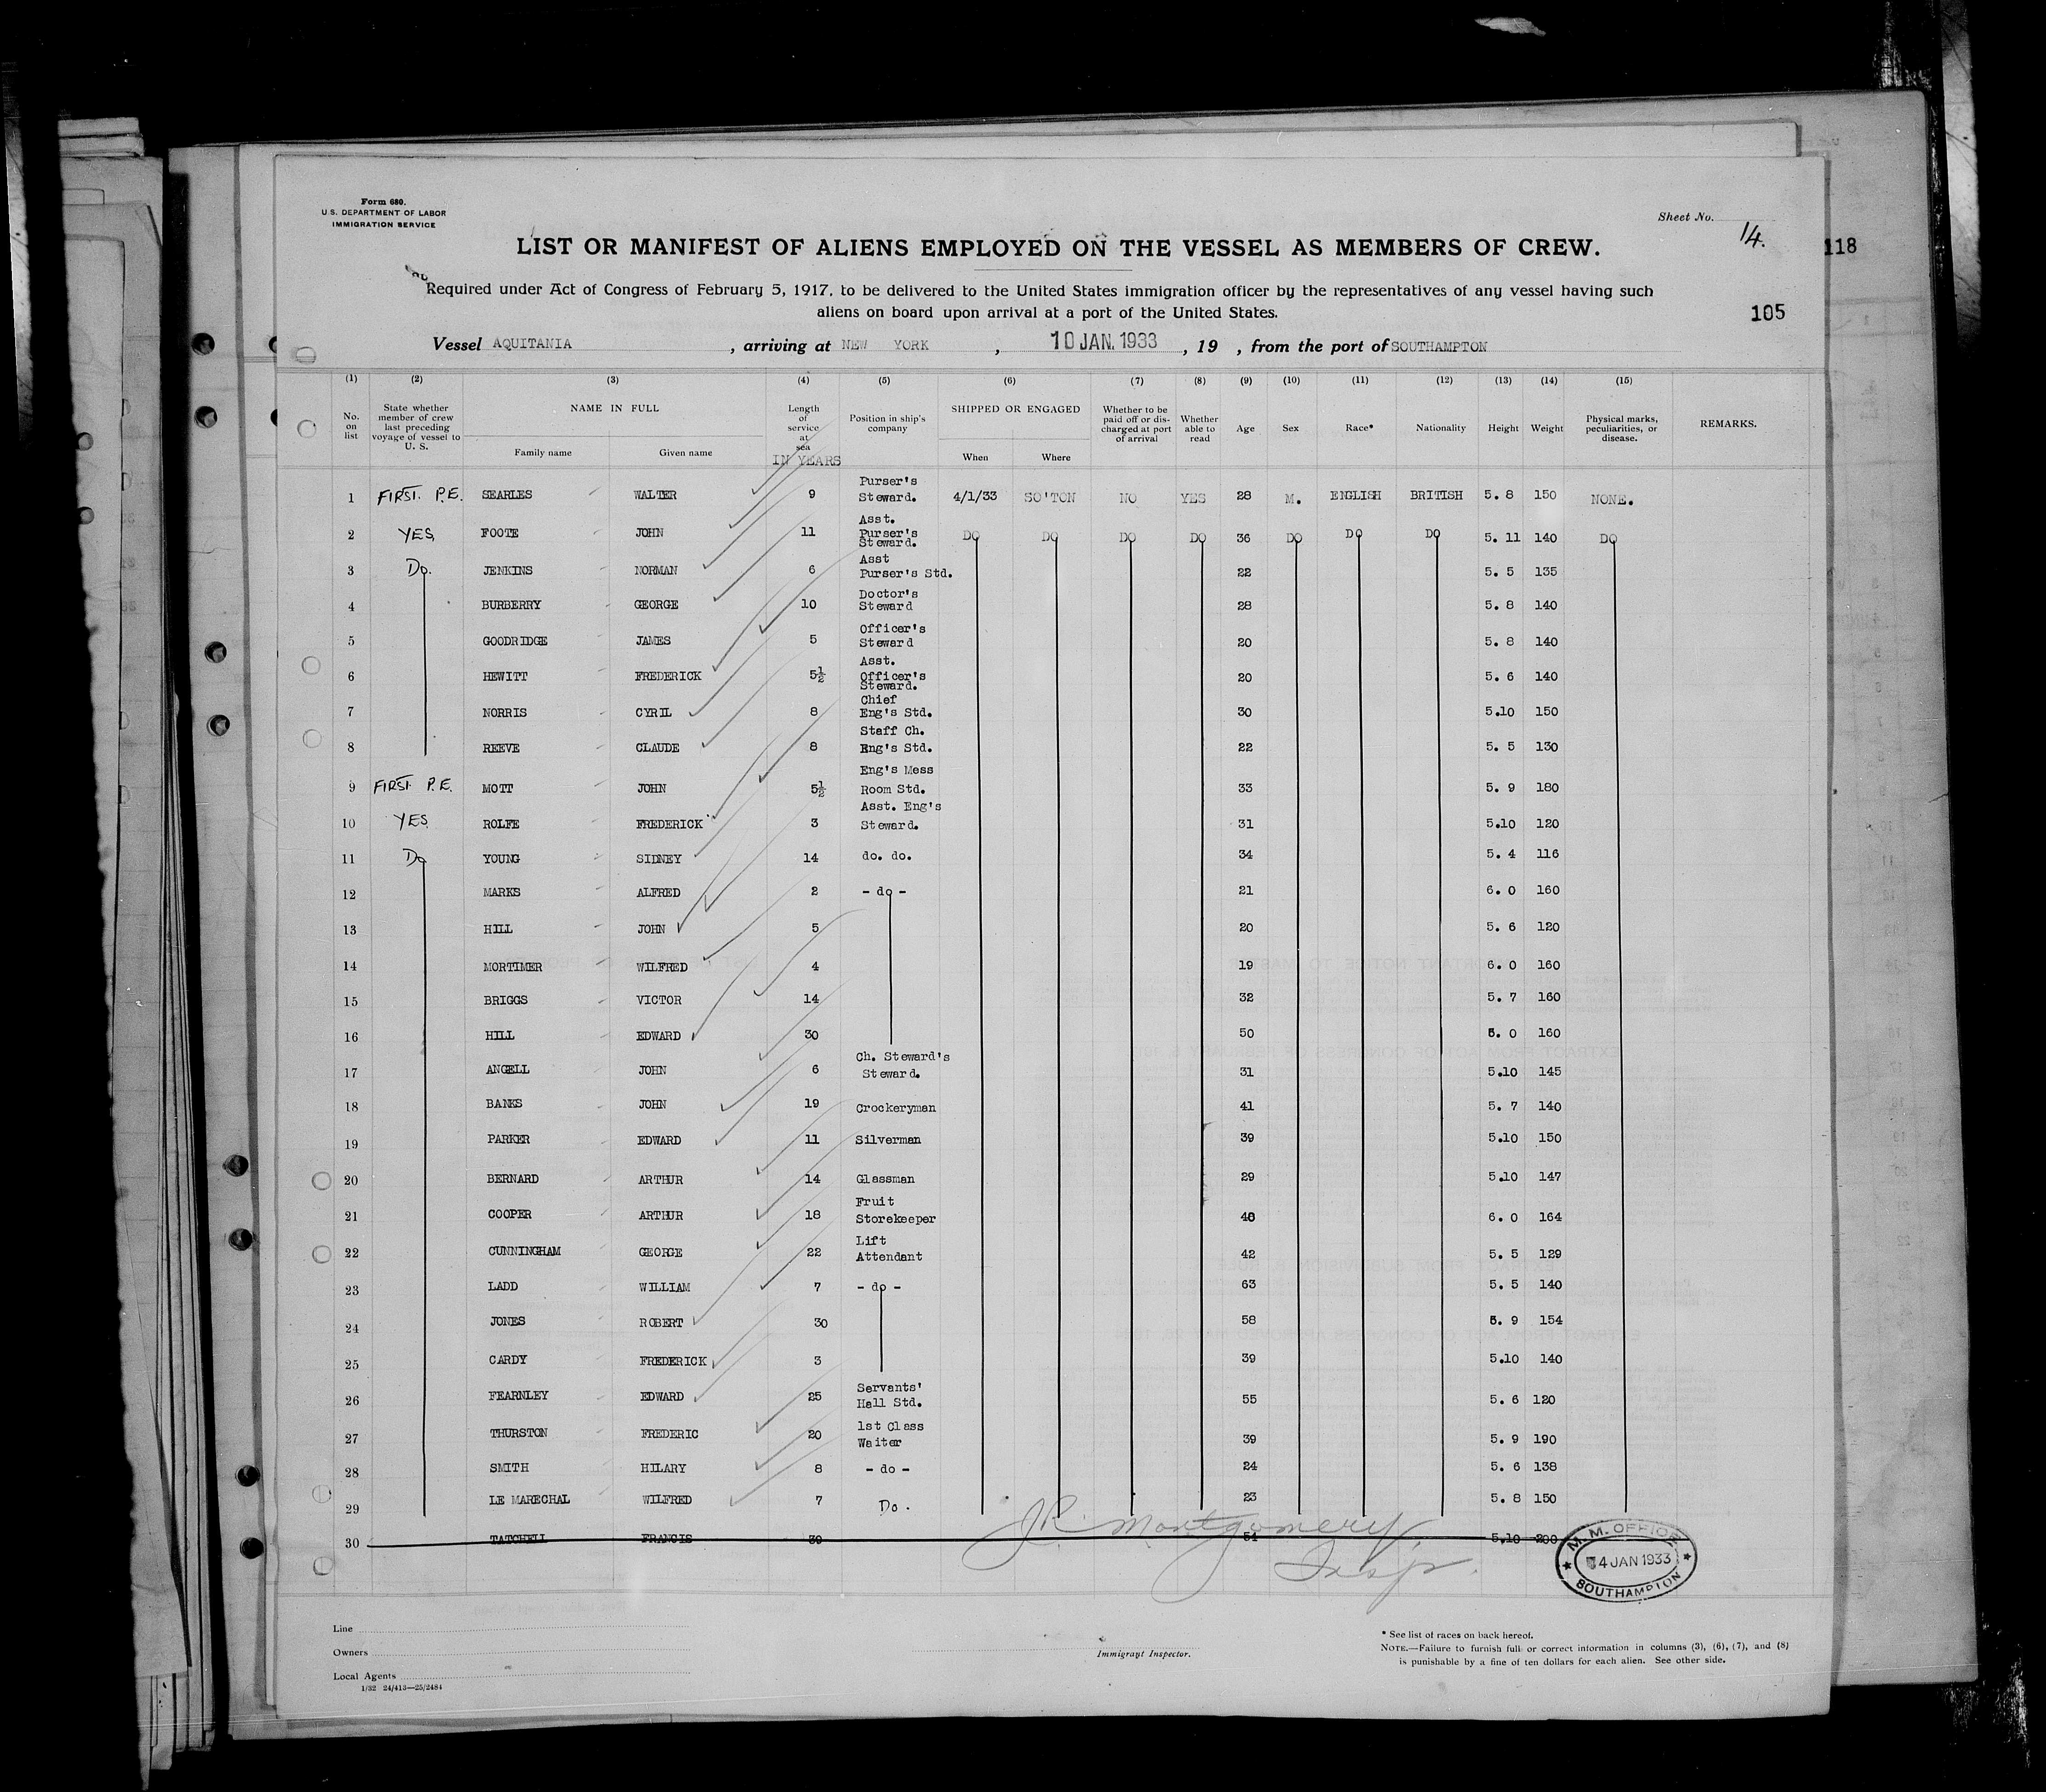 Form 680.
U.S. DEPARTMENT OF LABOR
IMMIGRATION SERVICE
Sheet No. 14.
118
LIST OR MANIFEST OF ALIENS EMPLOYED ON THE VESSEL AS MEMBERS OF CREW.
Required under Act of Congress of February 5, 1917, to be delivered to the United States immigration officer by the representatives of any vessel having such
aliens on board upon arrival at a port of the United States.
105
Vessel AQUITANIA, arriving at NEW YORK, 10 JAN. 1933, 19 , from the port of SOUTHAMPTON
(1) (2) (3) (4) (5) (6) (7) (8) (9) (10) (11) (12) (13) (14) (15)
No. on list State whether member of crew last preceding voyage of vessel to U. S. NAME IN FULL Family name Given name Length of service at sea IN YEARS Position in ship's company SHIPPED OR ENGAGED When Where Whether to be paid off or discharged at port of arrival Whether able to read Age Sex Race* Nationality Height Weight Physical marks, peculiarities, or disease. REMARKS.
1 FIRST. P.E. SEARLES WALTER 9 Purser's Steward. 4/1/33 SO'TON NO YES 28 M. ENGLISH BRITISH 5. 8 150 NONE.
2 YES FOOTE JOHN 11 Asst. Purser's Steward. DO DO DO DO 36 DO DO DO 5. 11 140 DO
3 Do. JENKINS NORMAN 6 Asst Purser's Std. 22 5. 5 135
4 BURBERRY GEORGE 10 Doctor's Steward 28 5. 8 140
5 GOODRIDGE JAMES 5 Officer's Steward 20 5. 8 140
6 HEWITT FREDERICK 5½ Asst. Officer's Steward. 20 5. 6 140
7 NORRIS CYRIL 8 Chief Eng's Std. 30 5.10 150
8 REEVE CLAUDE 8 Staff Ch. Eng's Std. 22 5. 5 130
9 FIRST P.E. MOTT JOHN 5½ Eng's Mess Room Std. 33 5. 9 180
10 YES ROLFE FREDERICK 3 Asst. Eng's Steward. 31 5.10 120
11 Do YOUNG SIDNEY 14 do. do. 34 5. 4 116
12 MARKS ALFRED 2 - do - 21 6. 0 160
13 HILL JOHN 5 20 5. 6 120
14 MORTIMER WILFRED 4 19 6. 0 160
15 BRIGGS VICTOR 14 32 5. 7 160
16 HILL EDWARD 30 50 6. 0 160
17 ANGELL JOHN 6 Ch. Steward's Steward. 31 5.10 145
18 BANKS JOHN 19 Crockeryman 41 5. 7 140
19 PARKER EDWARD 11 Silverman 39 5.10 150
20 BERNARD ARTHUR 14 Glassman 29 5.10 147
21 COOPER ARTHUR 18 Fruit Storekeeper 40 6. 0 164
22 CUNNINGHAM GEORGE 22 Lift Attendant 42 5. 5 129
23 LADD WILLIAM 7 - do - 63 5. 5 140
24 JONES ROBERT 30 58 5. 9 154
25 CARDY FREDERICK 3 39 5.10 140
26 FEARNLEY EDWARD 25 Servants' Hall Std. 55 5. 6 120
27 THURSTON FREDERIC 20 1st Class Waiter 39 5. 9 190
28 SMITH HILARY 8 - do - 24 5. 6 138
29 LE MARECHAL WILFRED 7 Do. 23 5. 8 150
30 TATCHELL FRANCIS 30 54 5.10 200
JR. Montgomery
Insp.
M. M. OFFICE
4 JAN 1933
SOUTHAMPTON
Line
Owners
Local Agents
1/32 24/413—25/2484
Immigrant Inspector.
* See list of races on back hereof.
NOTE.—Failure to furnish full or correct information in columns (3), (6), (7), and (8)
is punishable by a fine of ten dollars for each alien. See other side.